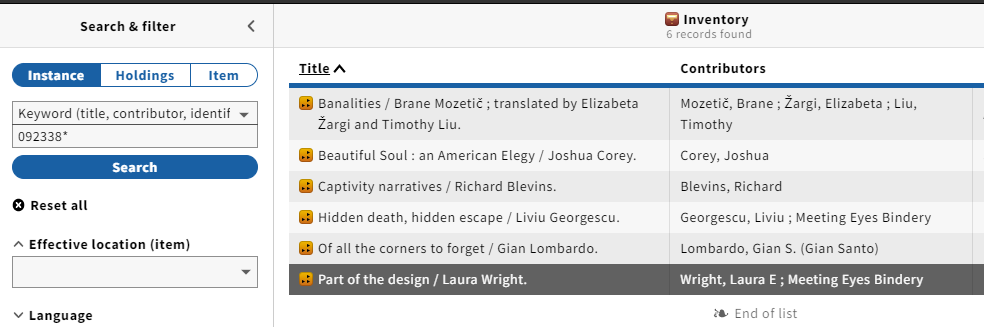 Search & filter
Instance
Holdings
Item
Keyword (title, contributor, identif
092338*
Search
Reset all
Effective location (item)
Language
Inventory
6 records found
Title
Contributors
Banalities / Brane Mozetič ; translated by Elizabeta
Žargi and Timothy Liu.
Mozetič, Brane ; Žargi, Elizabeta ; Liu,
Timothy
Beautiful Soul : an American Elegy / Joshua Corey.
Corey, Joshua
Captivity narratives / Richard Blevins.
Blevins, Richard
Hidden death, hidden escape / Liviu Georgescu.
Georgescu, Liviu ; Meeting Eyes Bindery
Of all the corners to forget / Gian Lombardo.
Lombardo, Gian S. (Gian Santo)
Part of the design / Laura Wright.
Wright, Laura E ; Meeting Eyes Bindery
End of list